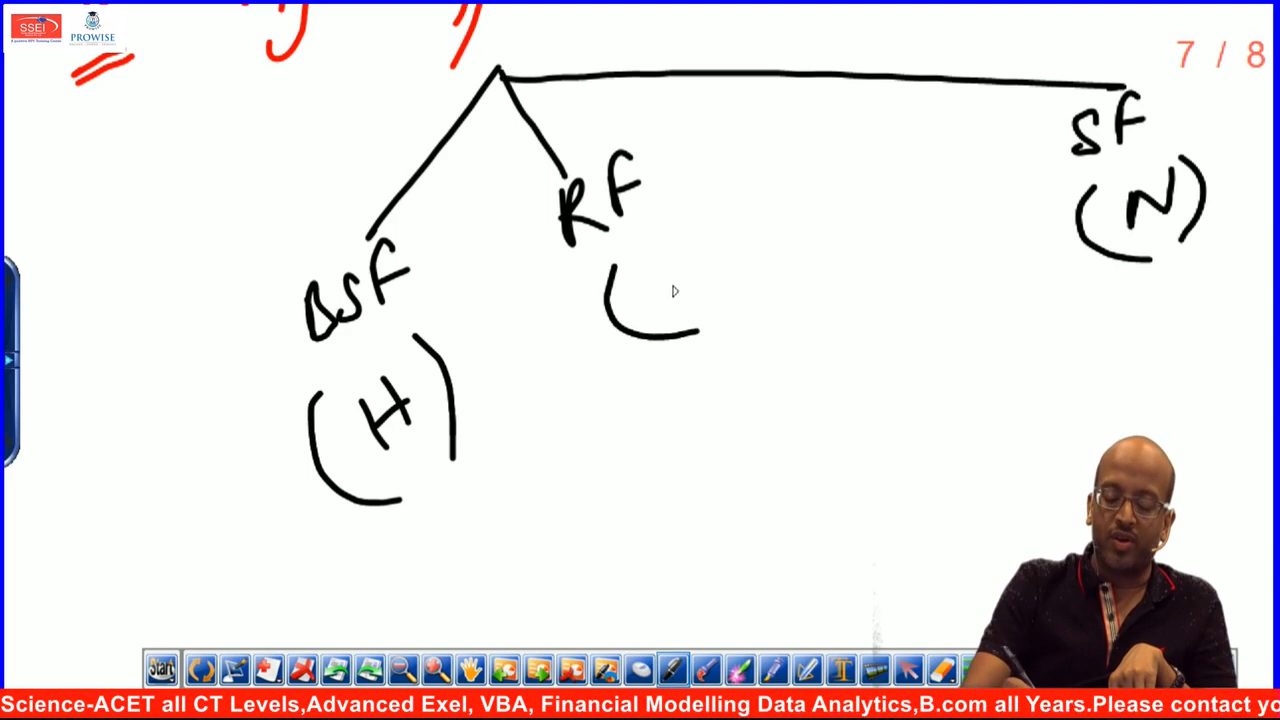 SSEI
PROWISE
7 / 8
SF
(N)
RF
(
BSF
(H)
Start
Science-ACET all CT Levels,Advanced Exel, VBA, Financial Modelling Data Analytics,B.com all Years.Please contact yo